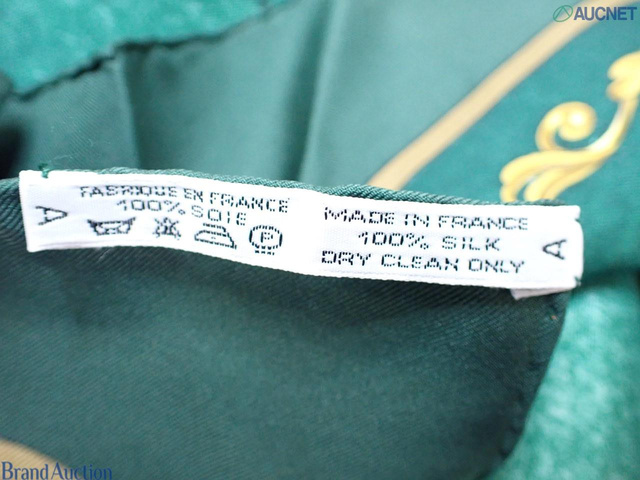 AUCNET
FABRIQUE EN FRANCE
100% SOIE
A
P
MADE IN FRANCE
100% SILK
DRY CLEAN ONLY
A
BrandAuction